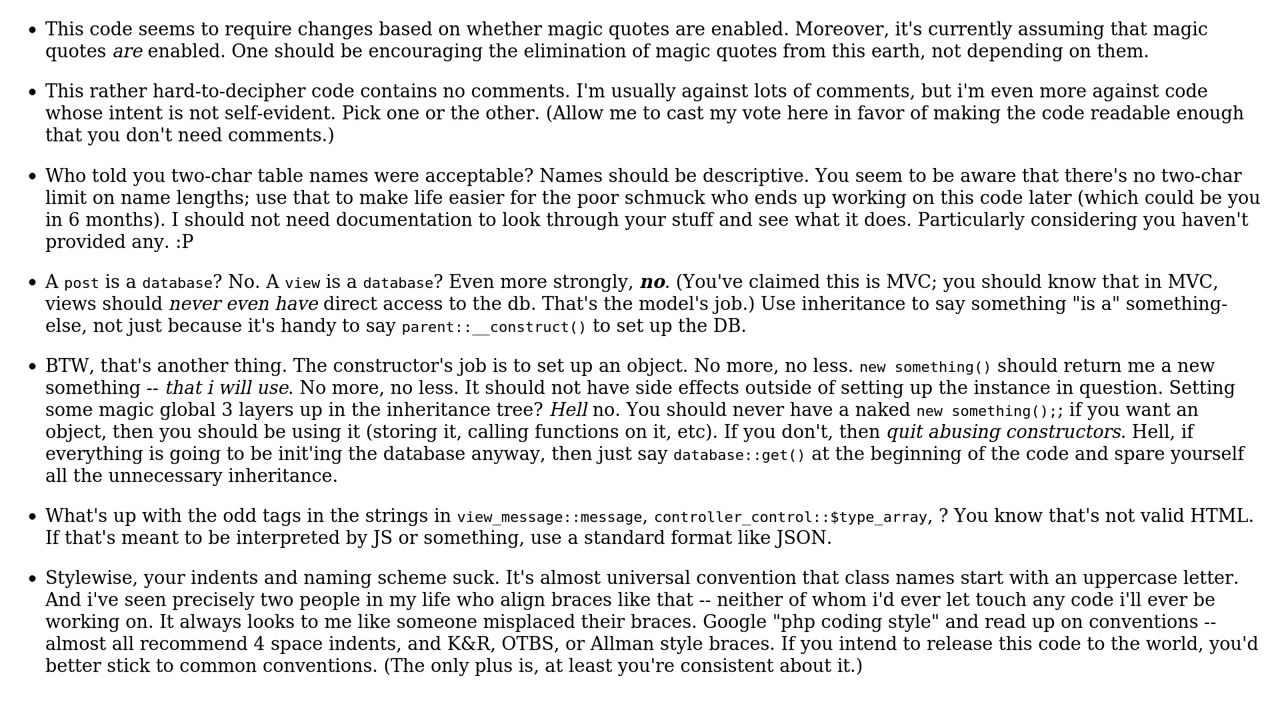 This code seems to require changes based on whether magic quotes are enabled. Moreover, it's currently assuming that magic
quotes are enabled. One should be encouraging the elimination of magic quotes from this earth, not depending on them.
This rather hard-to-decipher code contains no comments. I'm usually against lots of comments, but i'm even more against code
whose intent is not self-evident. Pick one or the other. (Allow me to cast my vote here in favor of making the code readable enough
that you don't need comments.)
Who told you two-char table names were acceptable? Names should be descriptive. You seem to be aware that there's no two-char
limit on name lengths; use that to make life easier for the poor schmuck who ends up working on this code later (which could be you
in 6 months). I should not need documentation to look through your stuff and see what it does. Particularly considering you haven't
provided any. :P
A post is a database? No. A view is a database? Even more strongly, no. (You've claimed this is MVC; you should know that in MVC,
views should never even have direct access to the db. That's the model's job.) Use inheritance to say something "is a" something-
else, not just because it's handy to say parent::__construct() to set up the DB.
BTW, that's another thing. The constructor's job is to set up an object. No more, no less. new something() should return me a new
something -- that i will use. No more, no less. It should not have side effects outside of setting up the instance in question. Setting
some magic global 3 layers up in the inheritance tree? Hell no. You should never have a naked new something();; if you want an
object, then you should be using it (storing it, calling functions on it, etc). If you don't, then quit abusing constructors. Hell, if
everything is going to be init'ing the database anyway, then just say database::get() at the beginning of the code and spare yourself
all the unnecessary inheritance.
What's up with the odd tags in the strings in view_message::message, controller_control::$type_array, ? You know that's not valid HTML.
If that's meant to be interpreted by JS or something, use a standard format like JSON.
Stylewise, your indents and naming scheme suck. It's almost universal convention that class names start with an uppercase letter.
And i've seen precisely two people in my life who align braces like that -- neither of whom i'd ever let touch any code i'll ever be
working on. It always looks to me like someone misplaced their braces. Google "php coding style" and read up on conventions --
almost all recommend 4 space indents, and K&R, OTBS, or Allman style braces. If you intend to release this code to the world, you'd
better stick to common conventions. (The only plus is, at least you're consistent about it.)